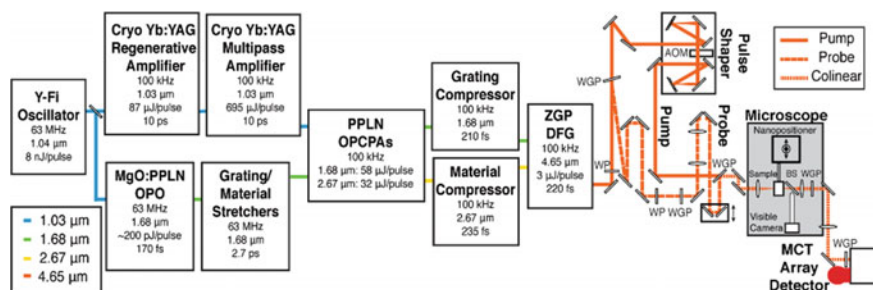 Y-Fi
Oscillator
63 MHz
1.04 µm
8 nJ/pulse
Cryo Yb:YAG
Regenerative
Amplifier
100 kHz
1.03 µm
87 µJ/pulse
10 ps
Cryo Yb:YAG
Multipass
Amplifier
100 kHz
1.03 µm
695 µJ/pulse
10 ps
MgO:PPLN
OPO
63 MHz
1.68 µm
~200 pJ/pulse
170 fs
Grating/
Material
Stretchers
63 MHz
1.68 µm
2.7 ps
PPLN
OPCPAs
100 kHz
1.68 µm: 58 µJ/pulse
2.67 µm: 32 µJ/pulse
Grating
Compressor
100 kHz
1.68 µm
210 fs
Material
Compressor
100 kHz
2.67 µm
235 fs
ZGP
DFG
100 kHz
4.65 µm
3 µJ/pulse
220 fs
1.03 µm
1.68 µm
2.67 µm
4.65 µm
WGP
WP
AOM
Pulse
Shaper
Pump
Probe
WGP
WP WGP
Pump
Probe
Colinear
Microscope
Nanopositioner
Sample
BS
WGP
Visible
Camera
WGP
MCT
Array
Detector